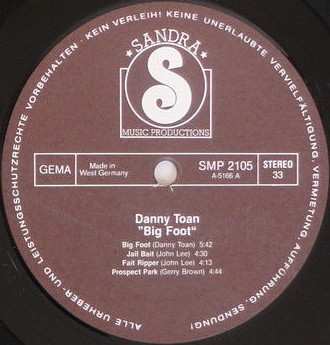 ALLE URHEBER- UND LEISTUNGSSCHUTZRECHTE VORBEHALTEN · KEIN VERLEIH! KEINE UNERLAUBTE VERVIELFÄLTIGUNG, VERMIETUNG, AUFFÜHRUNG, SENDUNG!
SANDRA
S
MUSIC PRODUCTIONS
GEMA
Made in
West Germany
SMP 2105
A-5166 A
STEREO
33
Danny Toan
"Big Foot"
Big Foot (Danny Toan) 5:42
Jail Bait (John Lee) 4:30
Fait Ripper (John Lee) 4:13
Prospect Park (Gerry Brown) 4:44